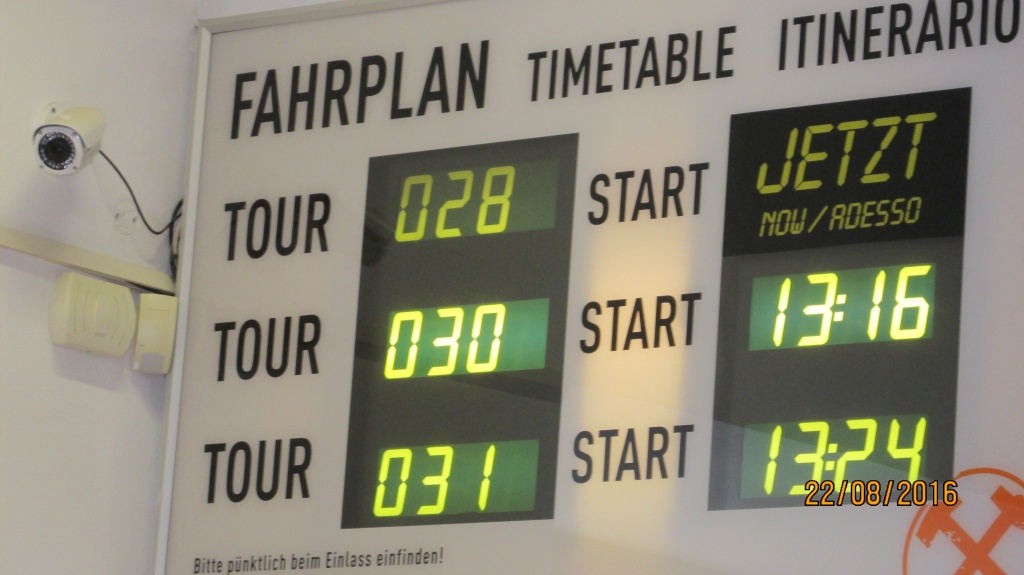 FAHRPLAN TIMETABLE ITINERARIO
TOUR 028 START JETZT
NOW/ADESSO
TOUR 030 START 13:16
TOUR 031 START 13:24
22/08/2016
Bitte pünktlich beim Einlass einfinden!